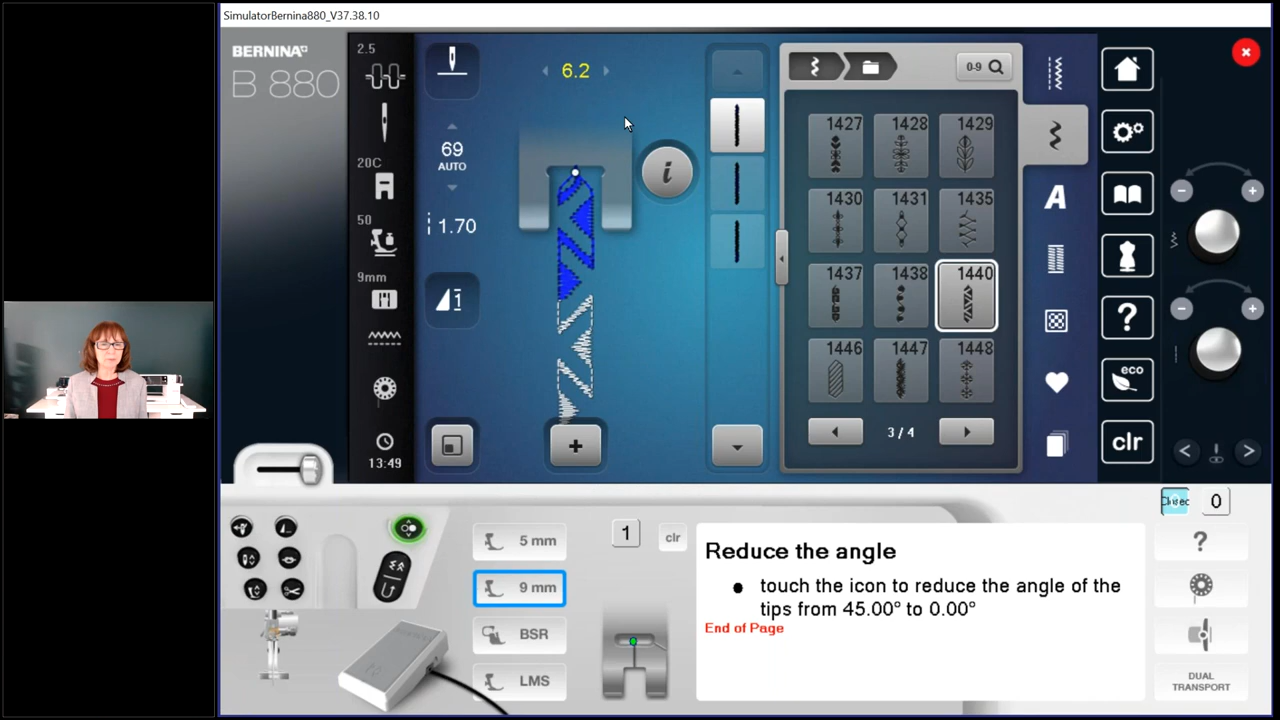 SimulatorBernina880_V37.38.10
BERNINA
B 880
2.5
20C
50
9mm
13:49
6.2
69
AUTO
1.70
1
i
0-9
1427
1428
1429
1430
1431
1435
1437
1438
1440
1446
1447
1448
3/4
A
?
eco
clr
5 mm
9 mm
BSR
LMS
1
clr
Reduce the angle
• touch the icon to reduce the angle of the
tips from 45.00° to 0.00°
End of Page
0
?
DUAL
TRANSPORT